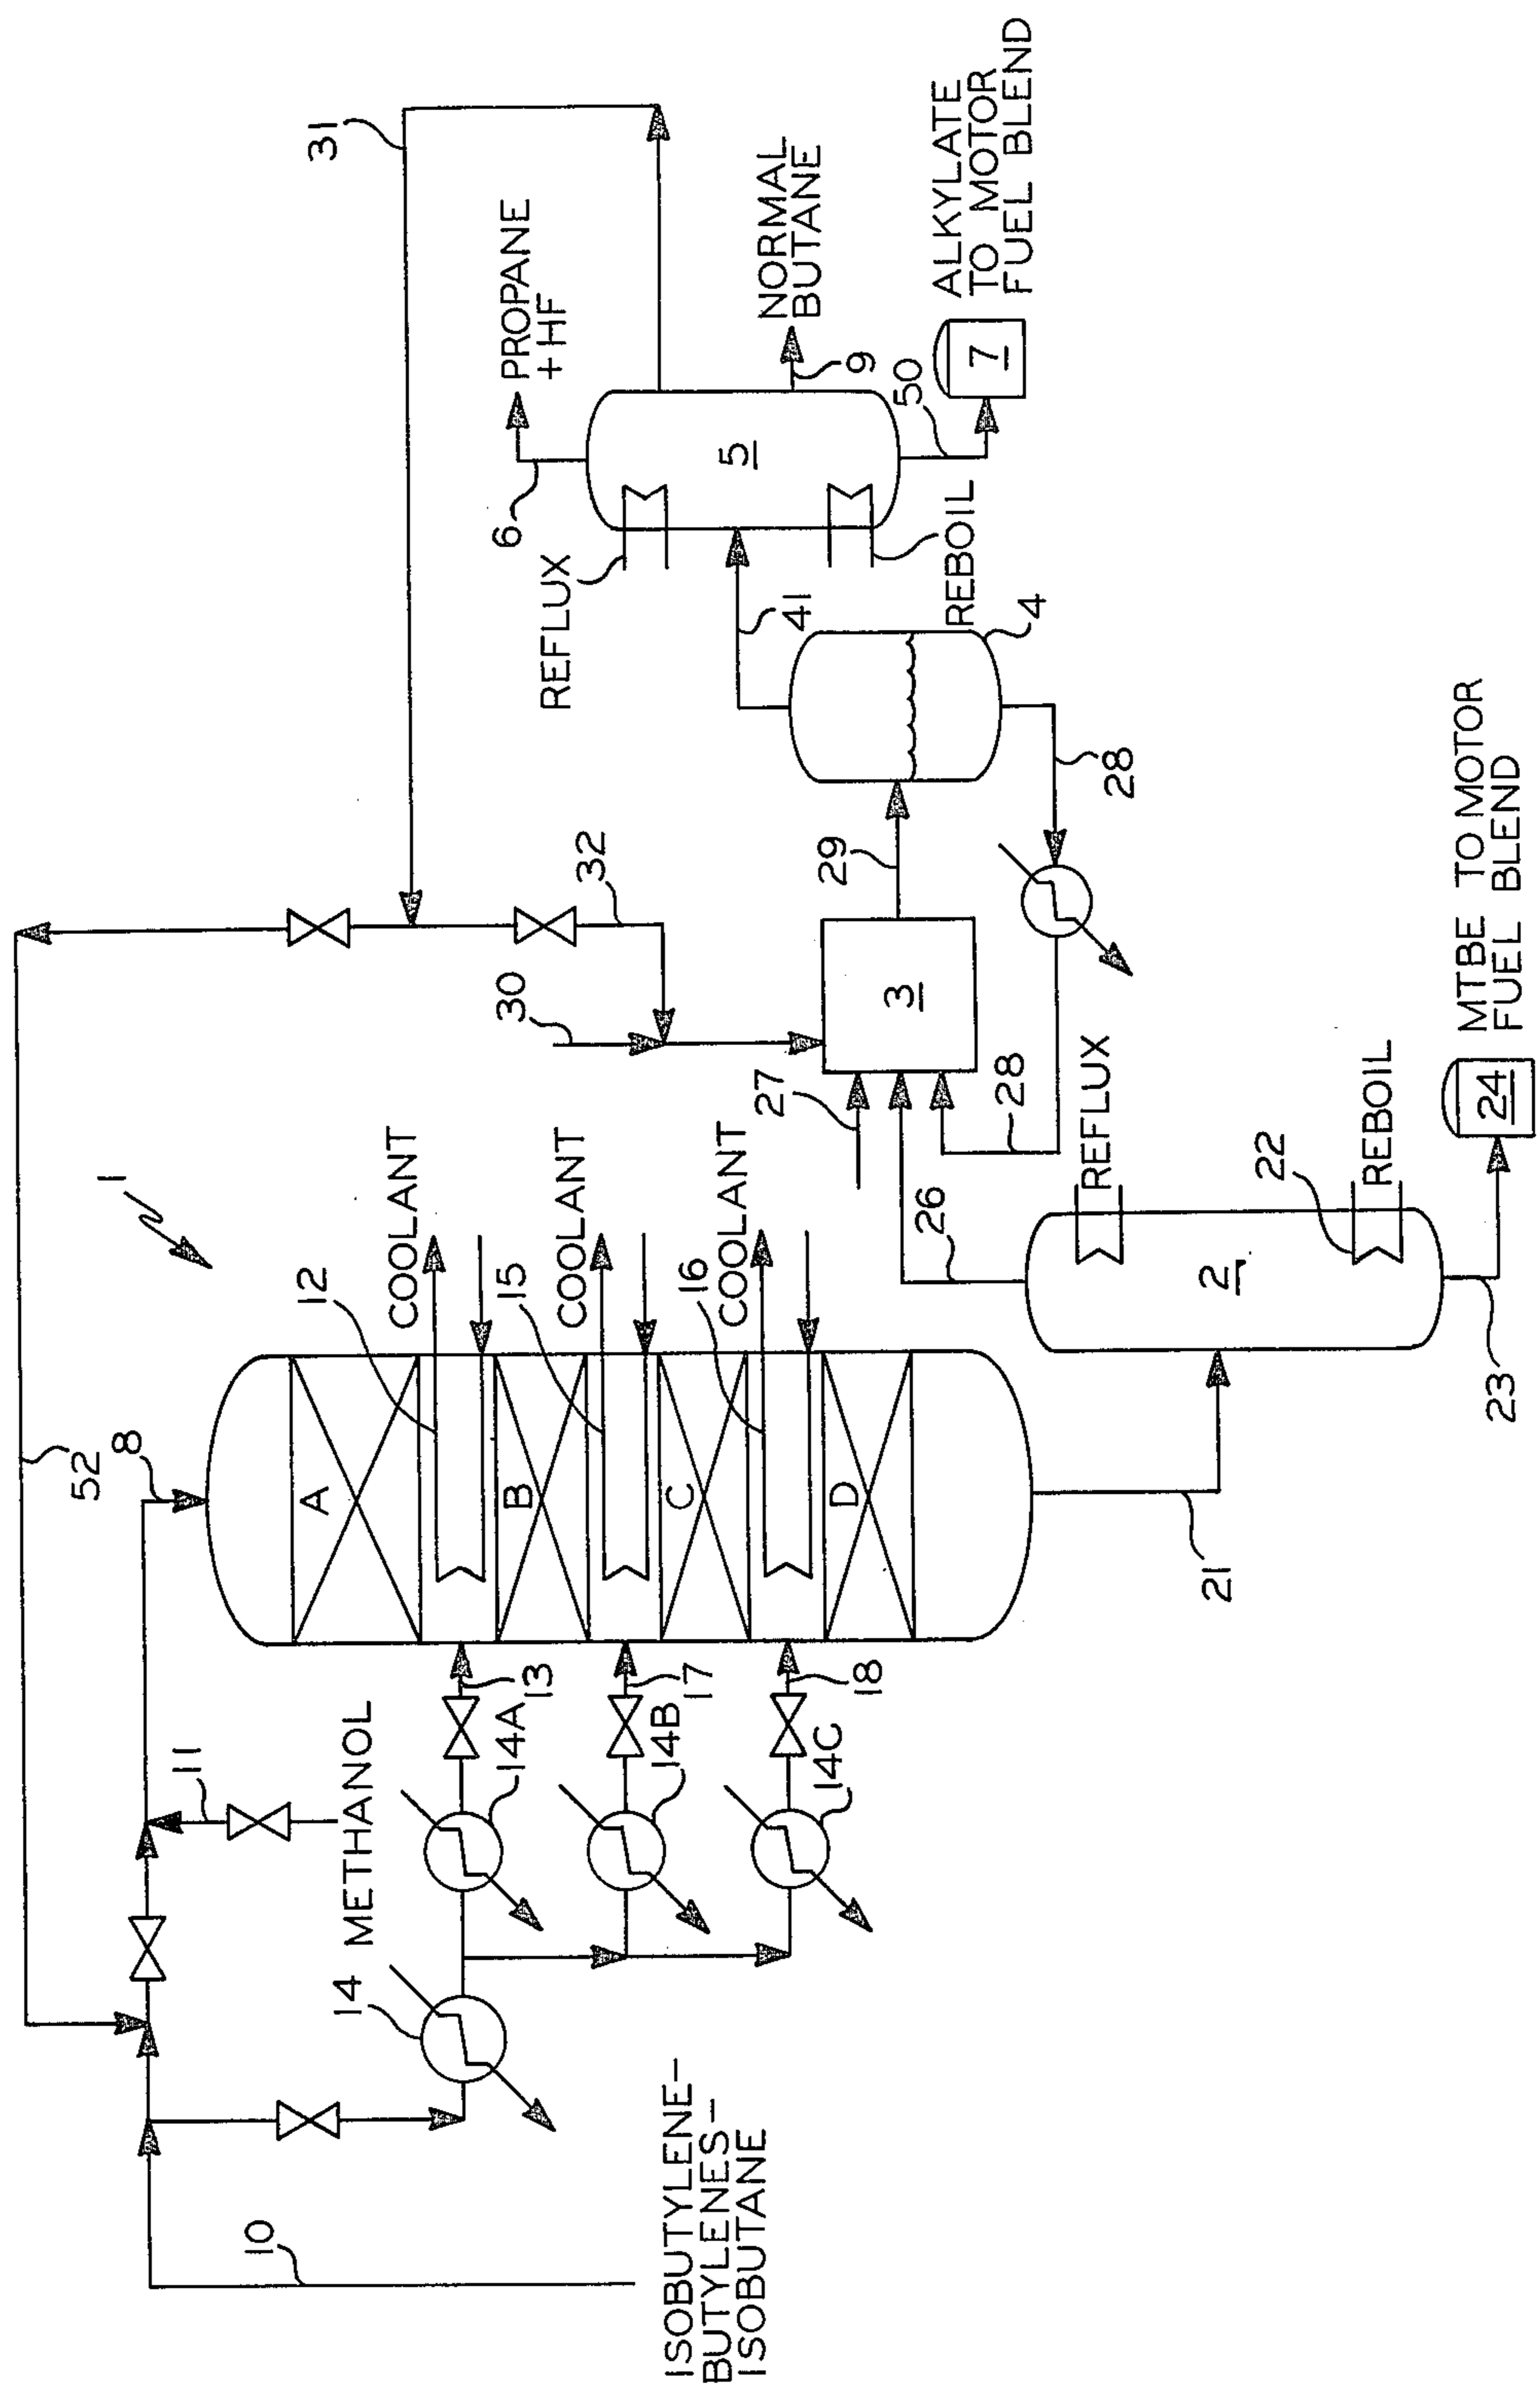 1
52
8
31
11
METHANOL
10
ISOBUTYLENE-
BUTYLENES-
ISOBUTANE
14
14A
14B
14C
13
17
18
A
B
C
D
12
COOLANT
15
COOLANT
16
COOLANT
21
2
REFLUX
22
REBOIL
23
24
MTBE TO MOTOR
FUEL BLEND
26
27
28
30
32
3
29
28
4
41
REFLUX
REBOIL
5
6
PROPANE
+HF
9
NORMAL
BUTANE
50
7
ALKYLATE
TO MOTOR
FUEL BLEND